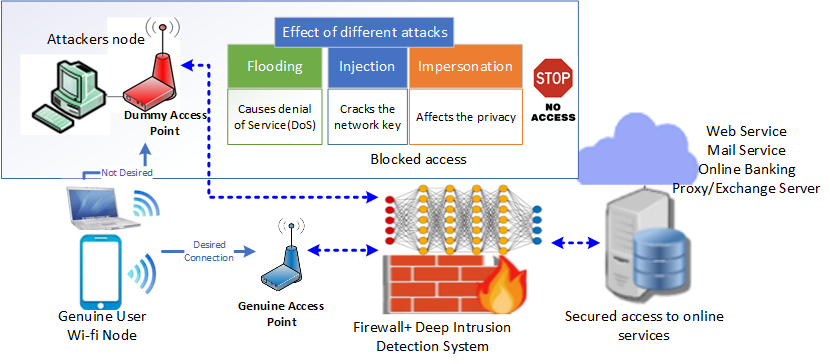 Attackers node
Dummy Access
Point
Effect of different attacks
Flooding
Injection
Impersonation
Causes denial
of Service(DoS)
Cracks the
network key
Affects the privacy
STOP
NO
ACCESS
Blocked access
Not Desired
Web Service
Mail Service
Online Banking
Proxy/Exchange Server
Desired
Connection
Genuine User
Wi-fi Node
Genuine Access
Point
Firewall+ Deep Intrusion
Detection System
Secured access to online
services